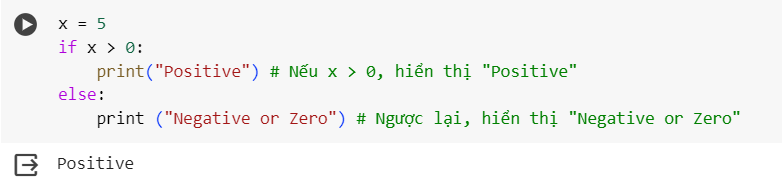 x = 5
if x > 0:
    print("Positive") # Nếu x > 0, hiển thị "Positive"
else:
    print ("Negative or Zero") # Ngược lại, hiển thị "Negative or Zero"
Positive